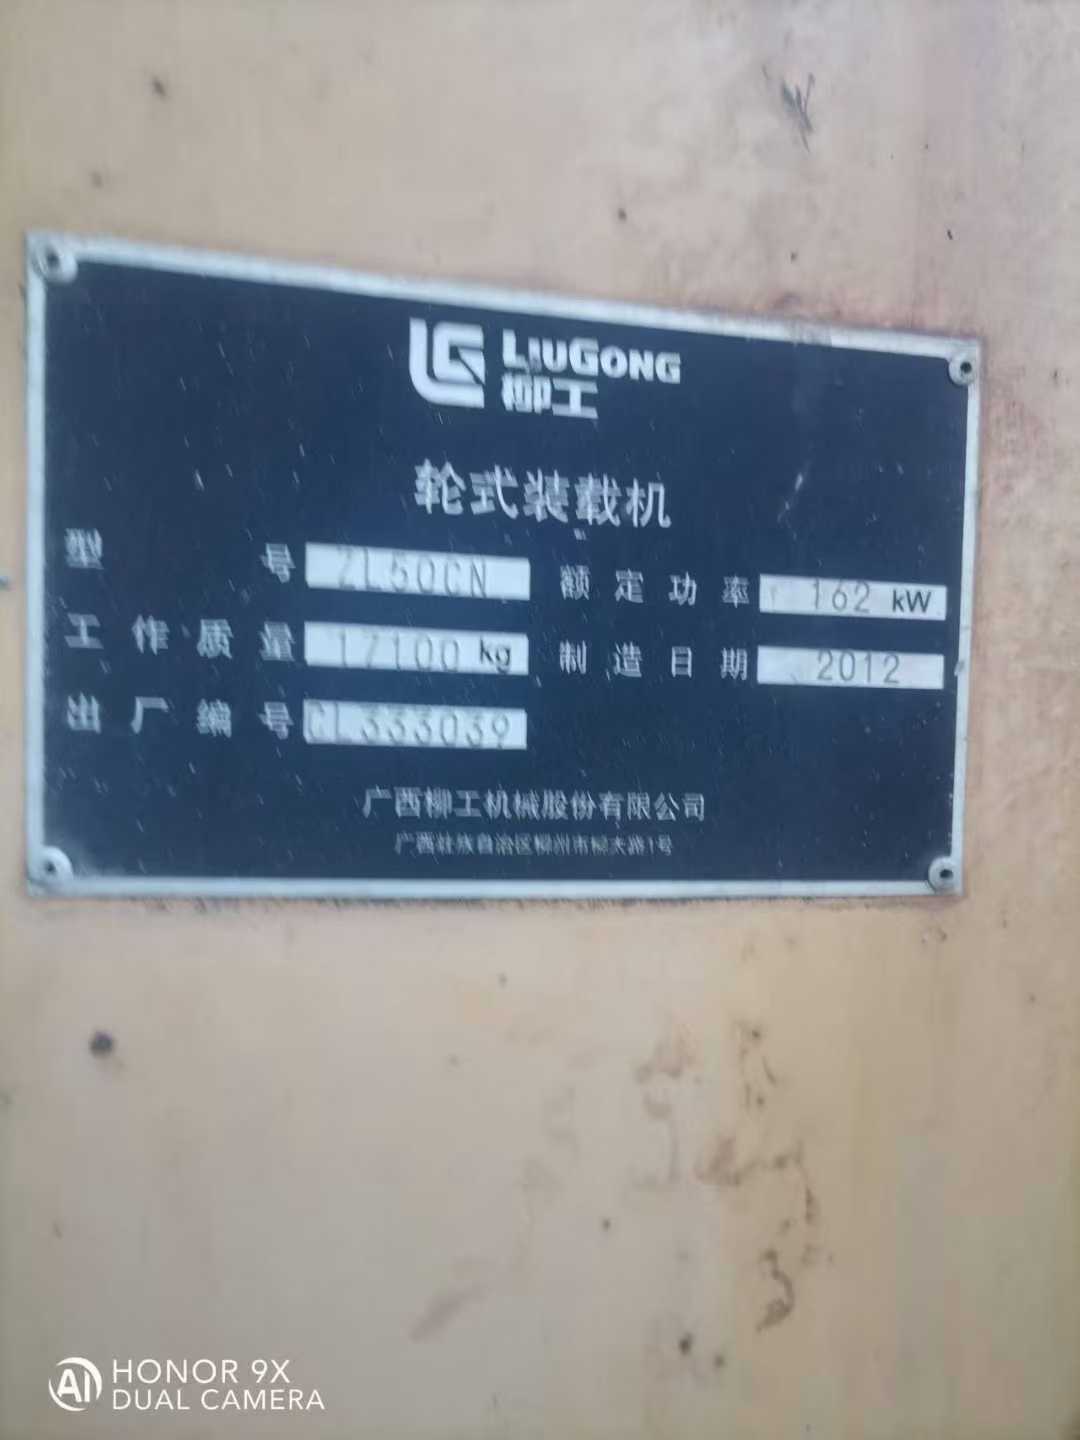 LIUGONG
柳工
轮式装载机
型 号 ZL50CN 额定功率 162 kW
工作质量 17100 kg 制造日期 2012
出厂编号 CL333039
广西柳工机械股份有限公司
广西壮族自治区柳州市柳太路1号
HONOR 9X
DUAL CAMERA